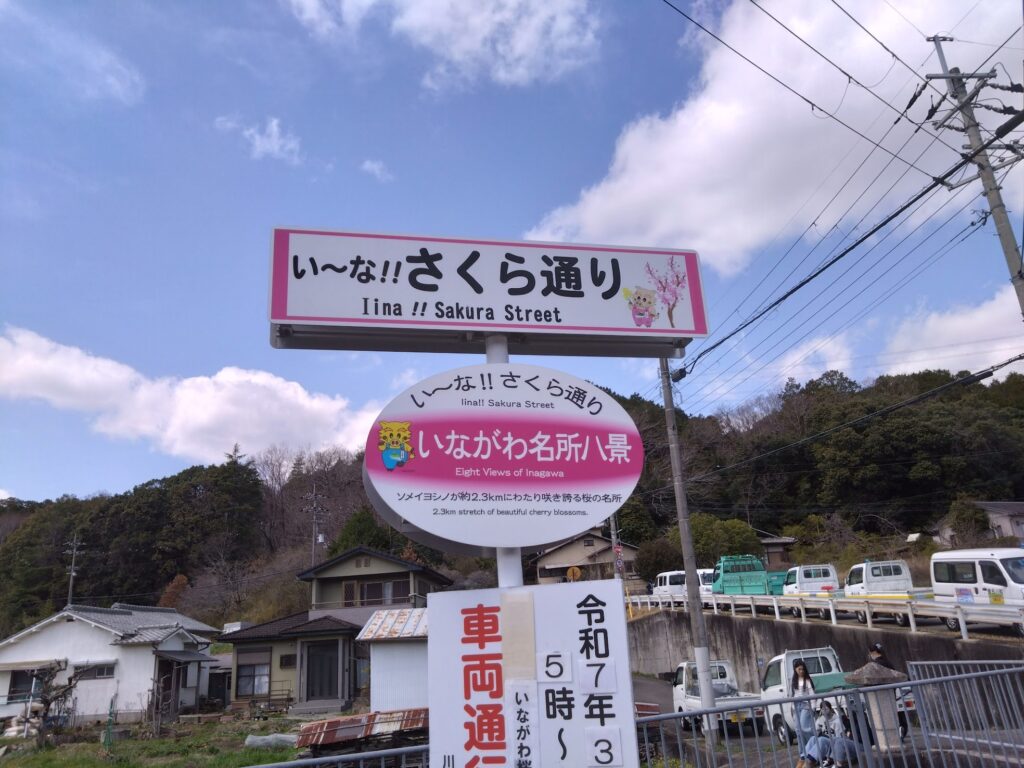 い～な!!さくら通り
Iina !! Sakura Street
い～な!!さくら通り
Iina!! Sakura Street
いながわ名所八景
Eight Views of Inagawa
ソメイヨシノが約2.3kmにわたり咲き誇る桜の名所
2.3km stretch of beautiful cherry blossoms.
令和7年3
5時～
いながわ桜
車両通行
川